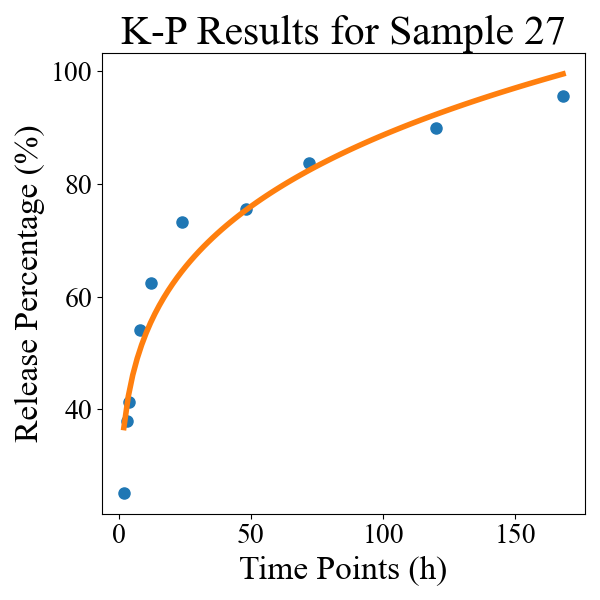 K-P Results for Sample 27
Release Percentage (%)
100
80
60
40
0 50 100 150
Time Points (h)